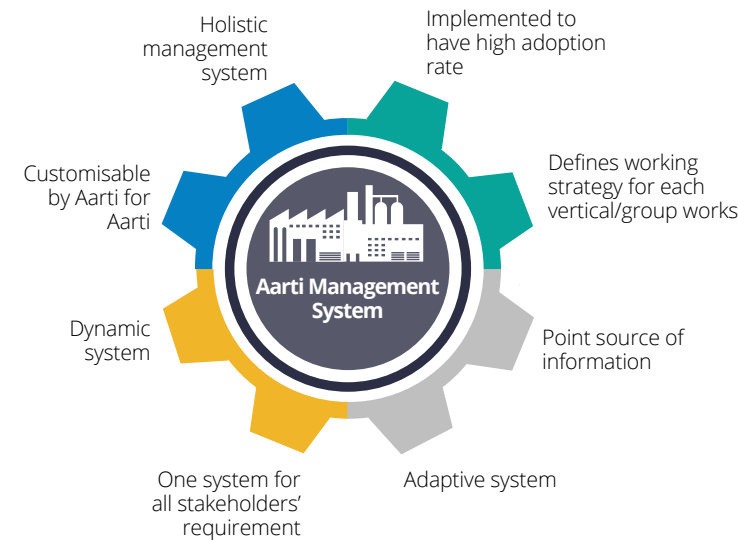 Holistic
management
system
Implemented to
have high adoption
rate
Customisable
by Aarti for
Aarti
Defines working
strategy for each
vertical/group works
Aarti Management
System
Dynamic
system
Point source of
information
One system for
all stakeholders’
requirement
Adaptive system